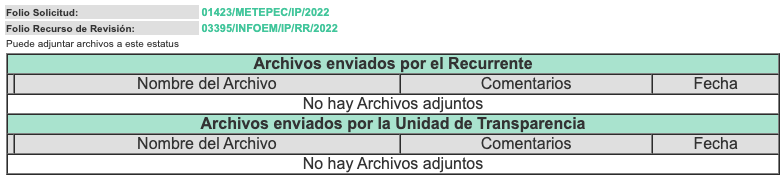 Folio Solicitud: 01423/METEPEC/IP/2022
Folio Recurso de Revisión: 03395/INFOEM/IP/RR/2022
Puede adjuntar archivos a este estatus
Archivos enviados por el Recurrente
Nombre del Archivo Comentarios Fecha
No hay Archivos adjuntos
Archivos enviados por la Unidad de Transparencia
Nombre del Archivo Comentarios Fecha
No hay Archivos adjuntos